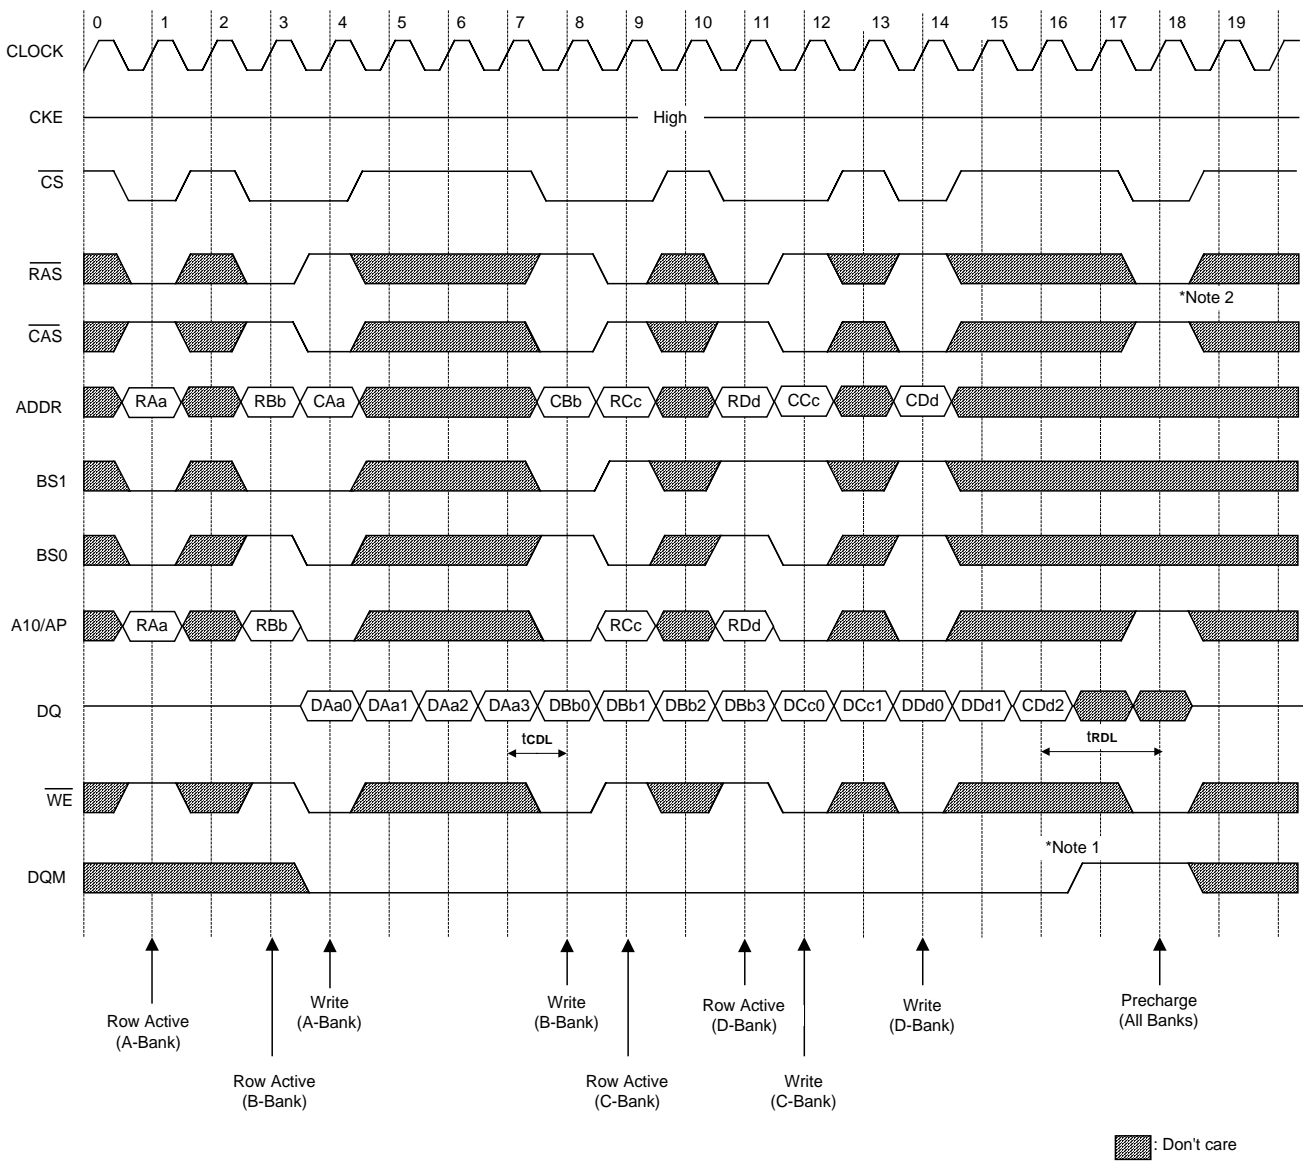 0 1 2 3 4 5 6 7 8 9 10 11 12 13 14 15 16 17 18 19
CLOCK
CKE High
CS
RAS
*Note 2
CAS
ADDR RAa RBb CAa CBb RCc RDd CCc CDd
BS1
BS0
A10/AP RAa RBb RCc RDd
DQ DAa0 DAa1 DAa2 DAa3 DBb0 DBb1 DBb2 DBb3 DCc0 DCc1 DDd0 DDd1 CDd2
tCDL tRDL
WE
*Note 1
DQM
Row Active
(A-Bank)
Row Active
(B-Bank)
Write
(A-Bank)
Write
(B-Bank)
Row Active
(C-Bank)
Row Active
(D-Bank)
Write
(C-Bank)
Write
(D-Bank)
Precharge
(All Banks)
: Don't care